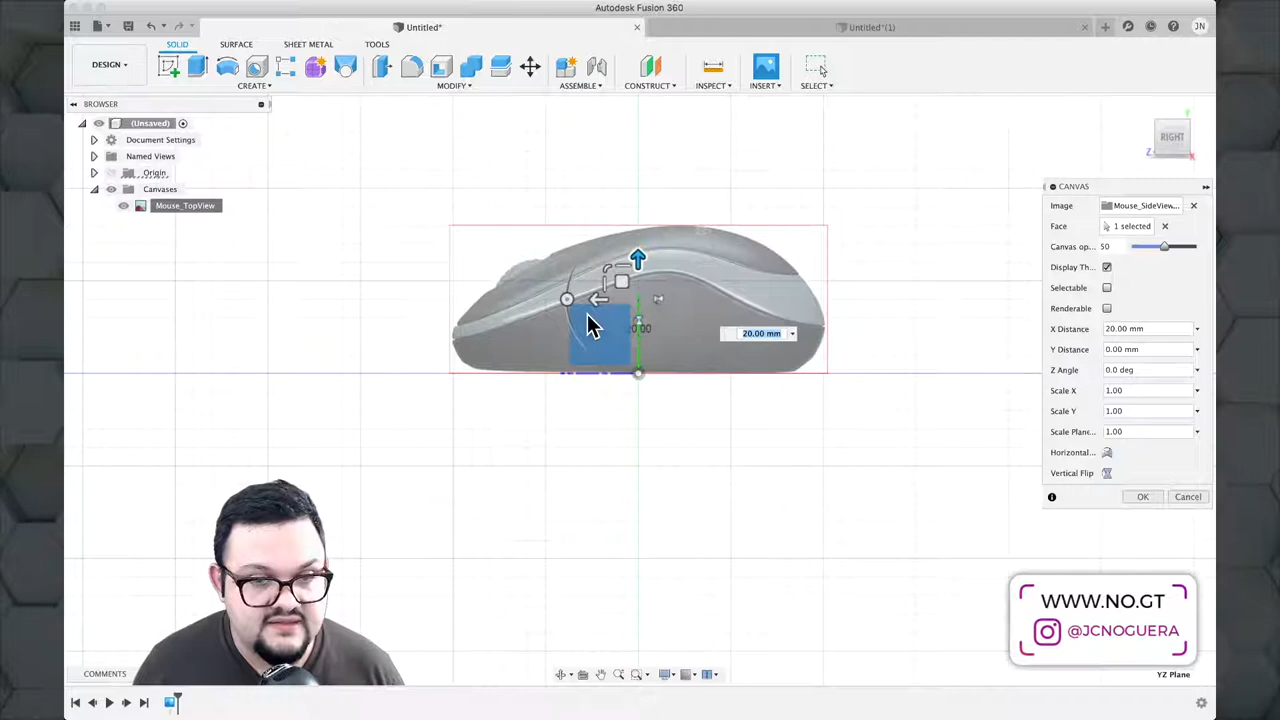 Autodesk Fusion 360
Untitled*
Untitled*(1)
JN
DESIGN
SOLID
SURFACE
SHEET METAL
TOOLS
CREATE
MODIFY
ASSEMBLE
CONSTRUCT
INSPECT
INSERT
SELECT
BROWSER
(Unsaved)
Document Settings
Named Views
Origin
Canvases
Mouse_TopView
RIGHT
Y
Z
X
20.00 mm
CANVAS
Image Mouse_SideView...
Face 1 selected
Canvas op... 50
Display Th...
Selectable
Renderable
X Distance 20.00 mm
Y Distance 0.00 mm
Z Angle 0.0 deg
Scale X 1.00
Scale Y 1.00
Scale Plane... 1.00
Horizontal...
Vertical Flip
OK Cancel
WWW.NO.GT
@JCNOGUERA
COMMENTS
YZ Plane